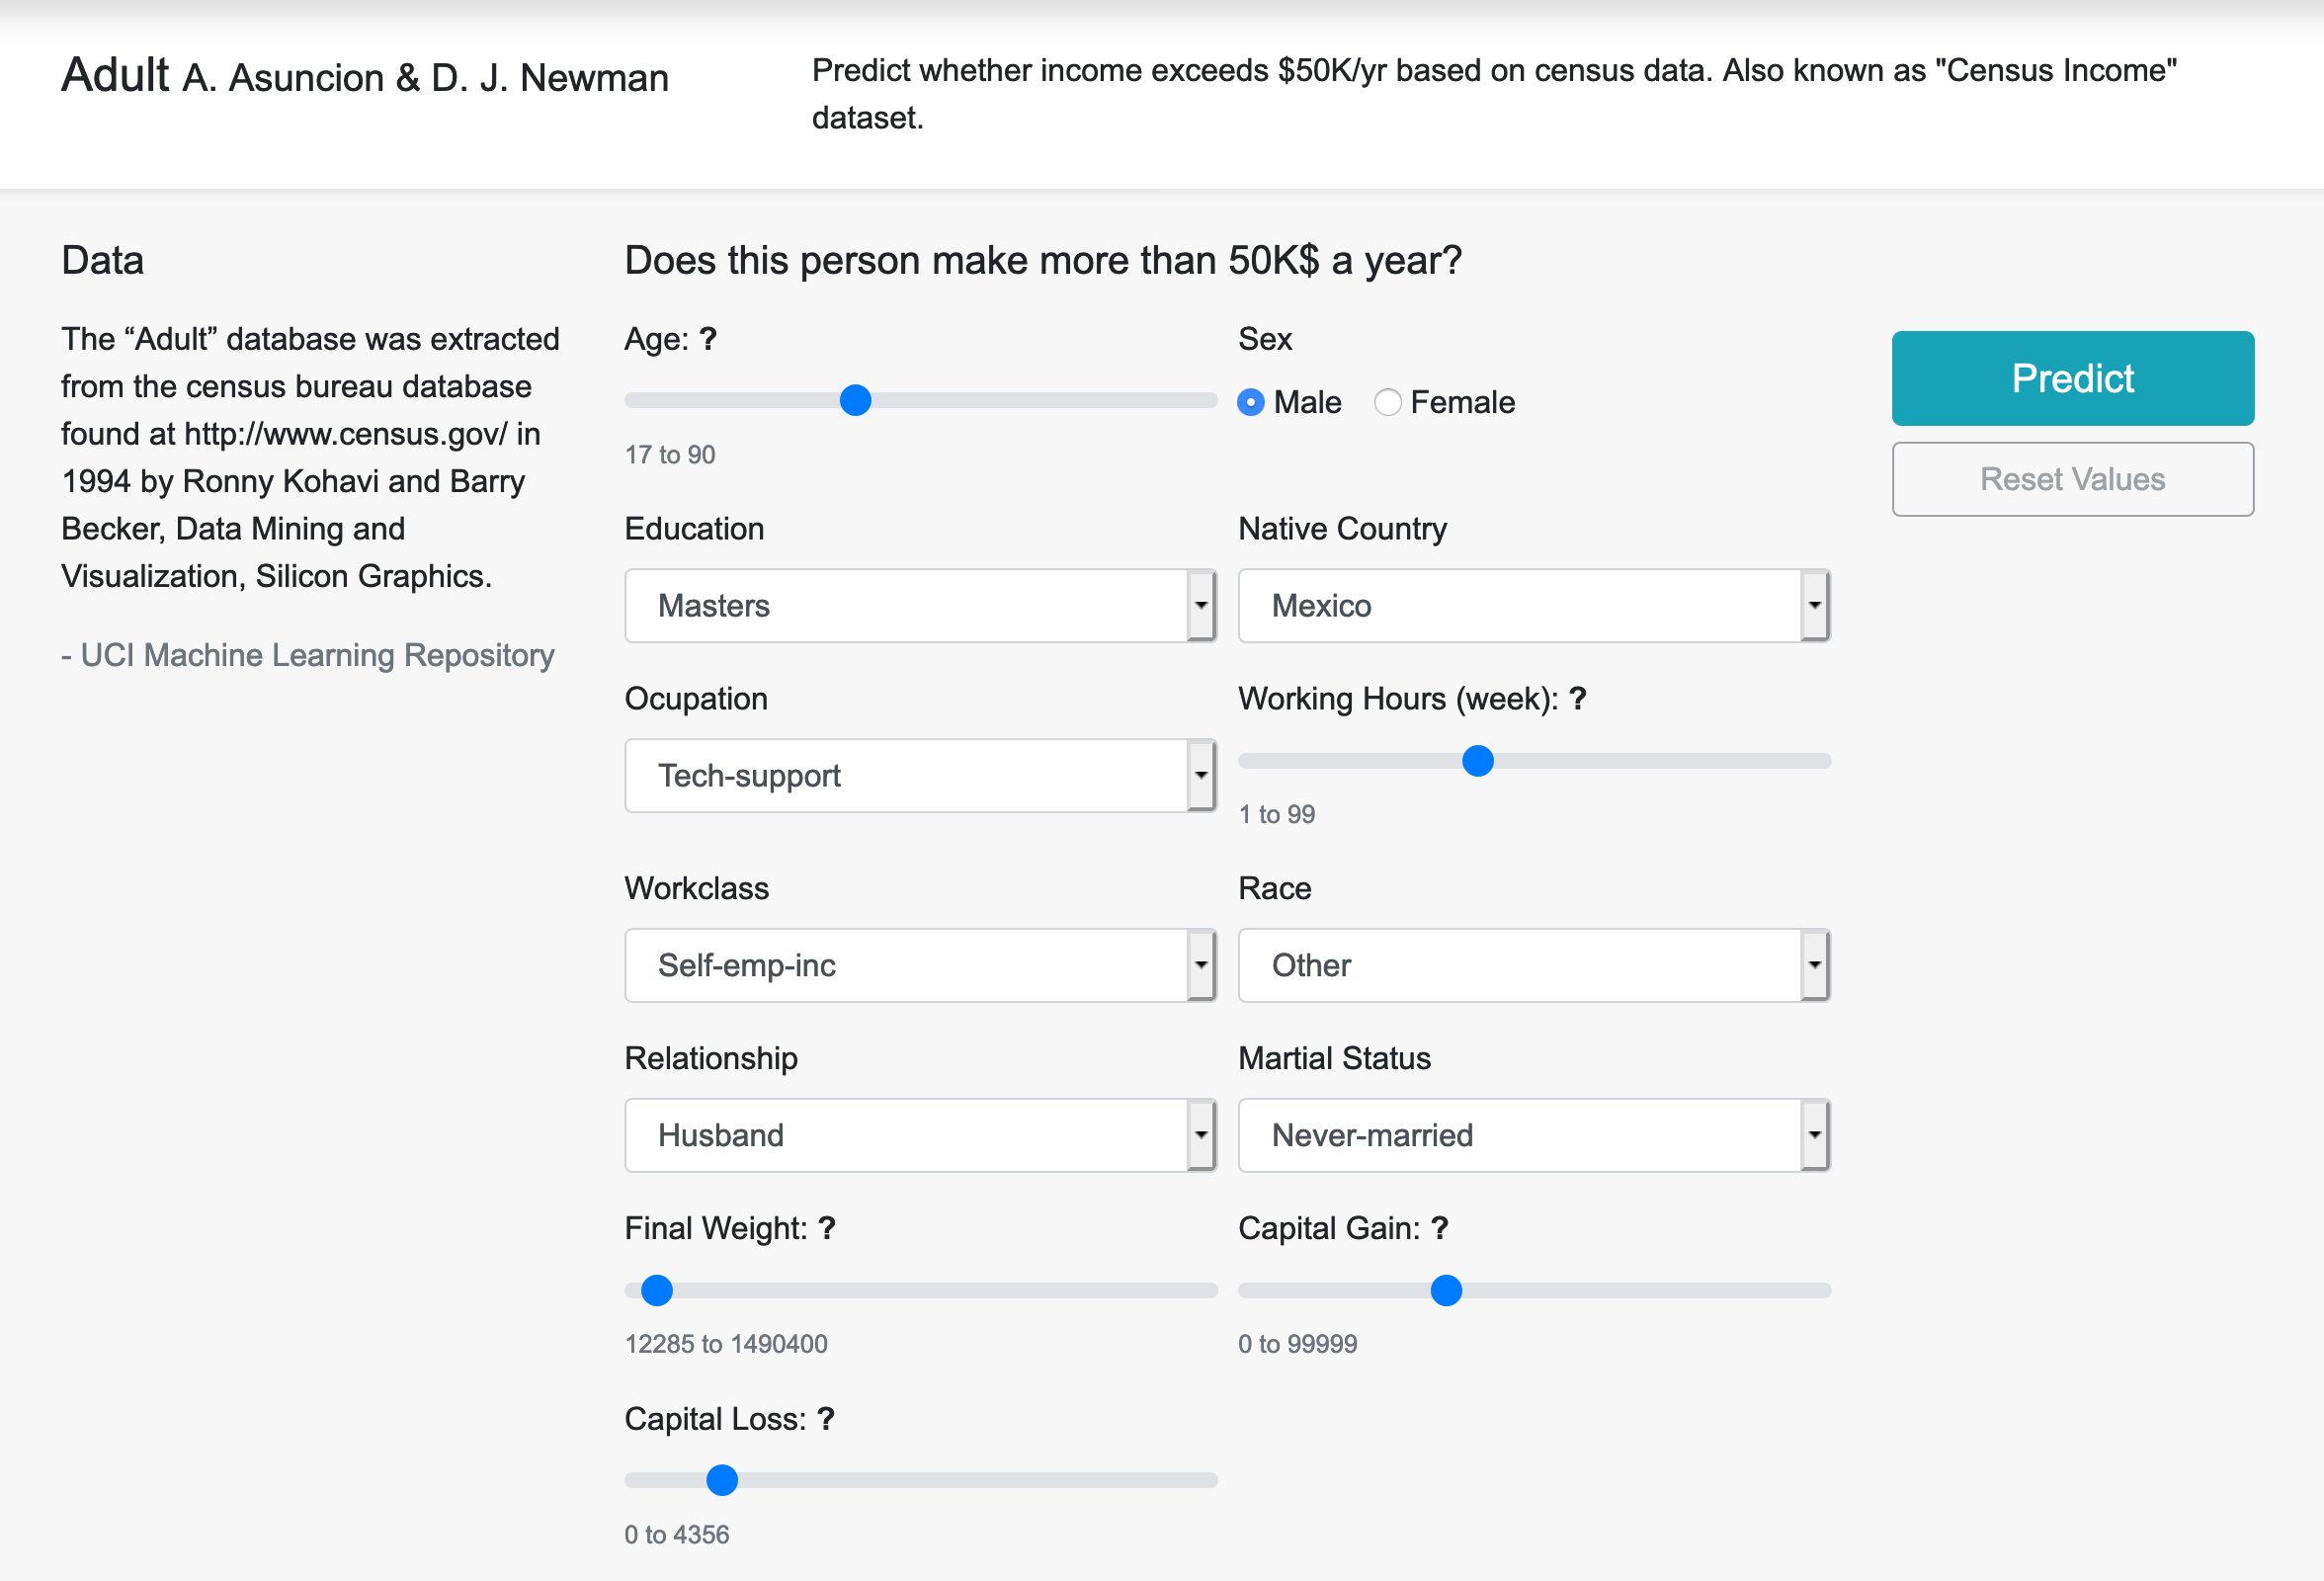 Adult A. Asuncion & D. J. Newman
Predict whether income exceeds $50K/yr based on census data. Also known as "Census Income"
dataset.
Data
The “Adult” database was extracted
from the census bureau database
found at http://www.census.gov/ in
1994 by Ronny Kohavi and Barry
Becker, Data Mining and
Visualization, Silicon Graphics.
- UCI Machine Learning Repository
Does this person make more than 50K$ a year?
Age: ?
17 to 90
Sex
Male Female
Education
Masters
Native Country
Mexico
Ocupation
Tech-support
Working Hours (week): ?
1 to 99
Workclass
Self-emp-inc
Race
Other
Relationship
Husband
Martial Status
Never-married
Final Weight: ?
12285 to 1490400
Capital Gain: ?
0 to 99999
Capital Loss: ?
0 to 4356
Predict
Reset Values